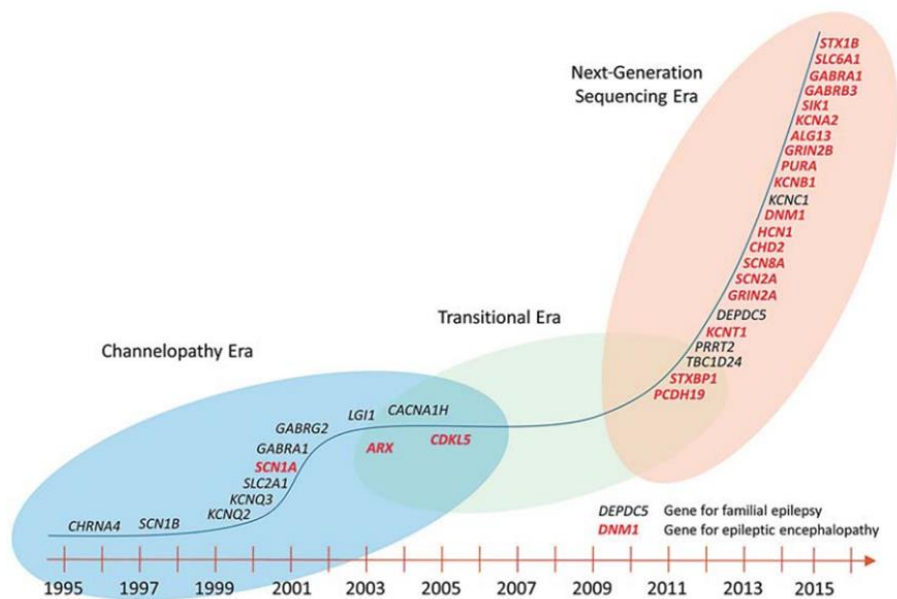 Next-Generation
Sequencing Era
STX1B
SLC6A1
GABRA1
GABRB3
SIK1
KCNA2
ALG13
GRIN2B
PURA
KCNB1
KCNC1
DNM1
HCN1
CHD2
SCN8A
SCN2A
GRIN2A
DEPDC5
KCNT1
PRRT2
TBC1D24
STXBP1
PCDH19
Transitional Era
Channelopathy Era
CACNA1H
LGI1
GABRG2
ARX
CDKL5
GABRA1
SCN1A
SLC2A1
KCNQ3
KCNQ2
SCN1B
CHRNA4
DEPDC5 Gene for familial epilepsy
DNM1 Gene for epileptic encephalopathy
1995 1997 1999 2001 2003 2005 2007 2009 2011 2013 2015